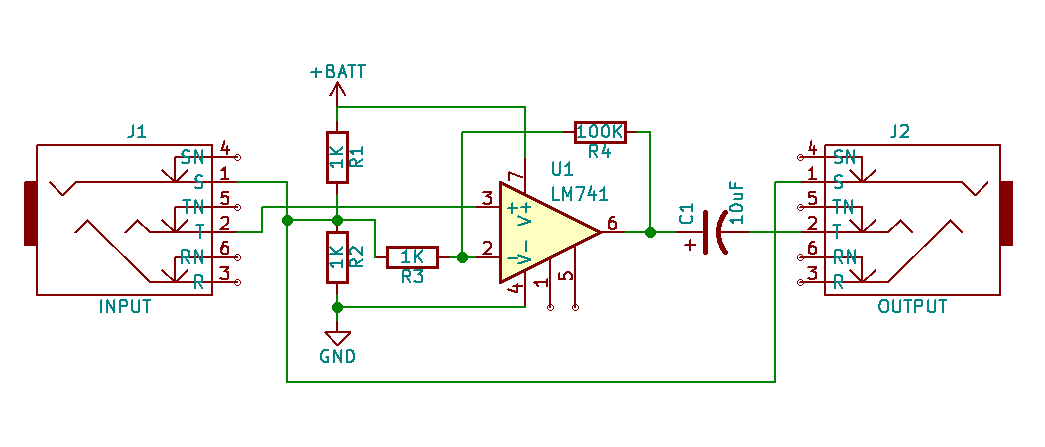 +BATT
J1
SN 4
S 1
TN 5
T 2
RN 6
R 3
INPUT
1K R1
1K R2
GND
1K
R3
100K
R4
U1
LM741
7
3 +
V+
2 -
V-
4
1
5
6
C1
10uF
+
J2
4 SN
1 S
5 TN
2 T
6 RN
3 R
OUTPUT